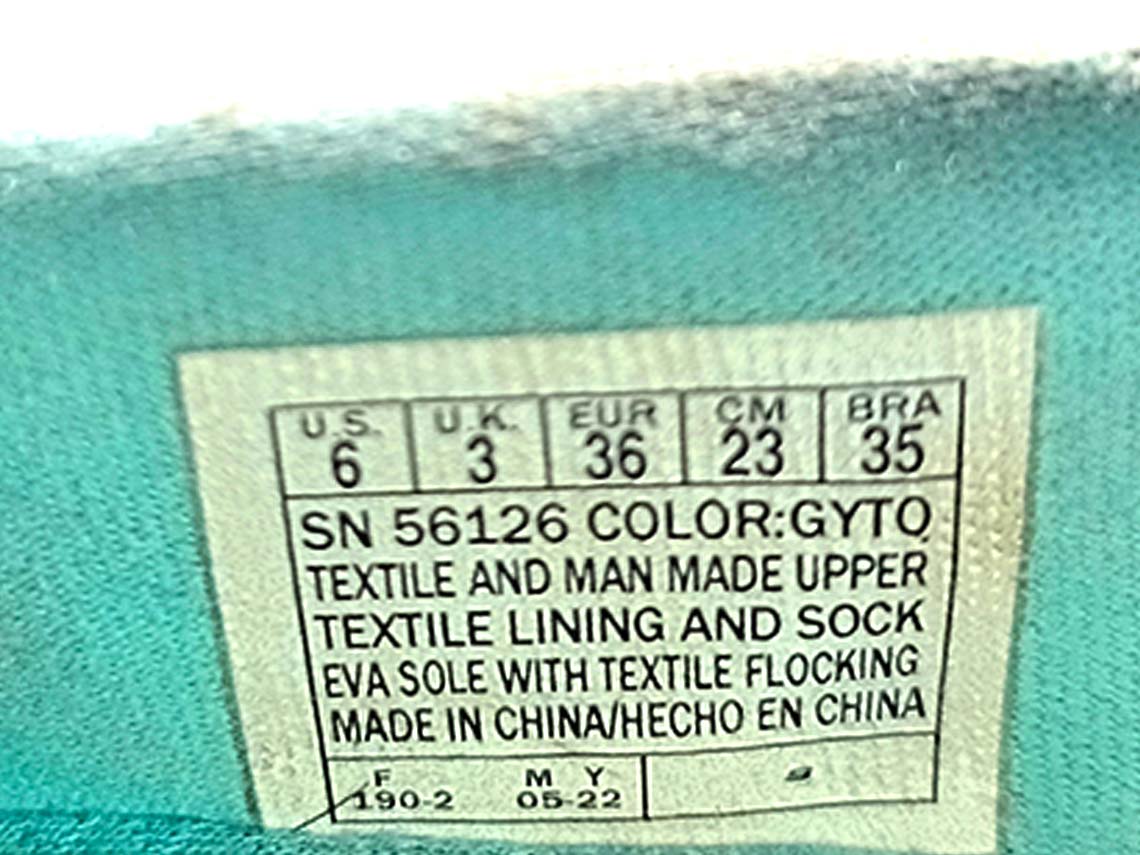 U.S. U.K. EUR CM BRA
6 3 36 23 35
SN 56126 COLOR:GYTQ
TEXTILE AND MAN MADE UPPER
TEXTILE LINING AND SOCK
EVA SOLE WITH TEXTILE FLOCKING
MADE IN CHINA/HECHO EN CHINA
F M Y
190-2 05-22